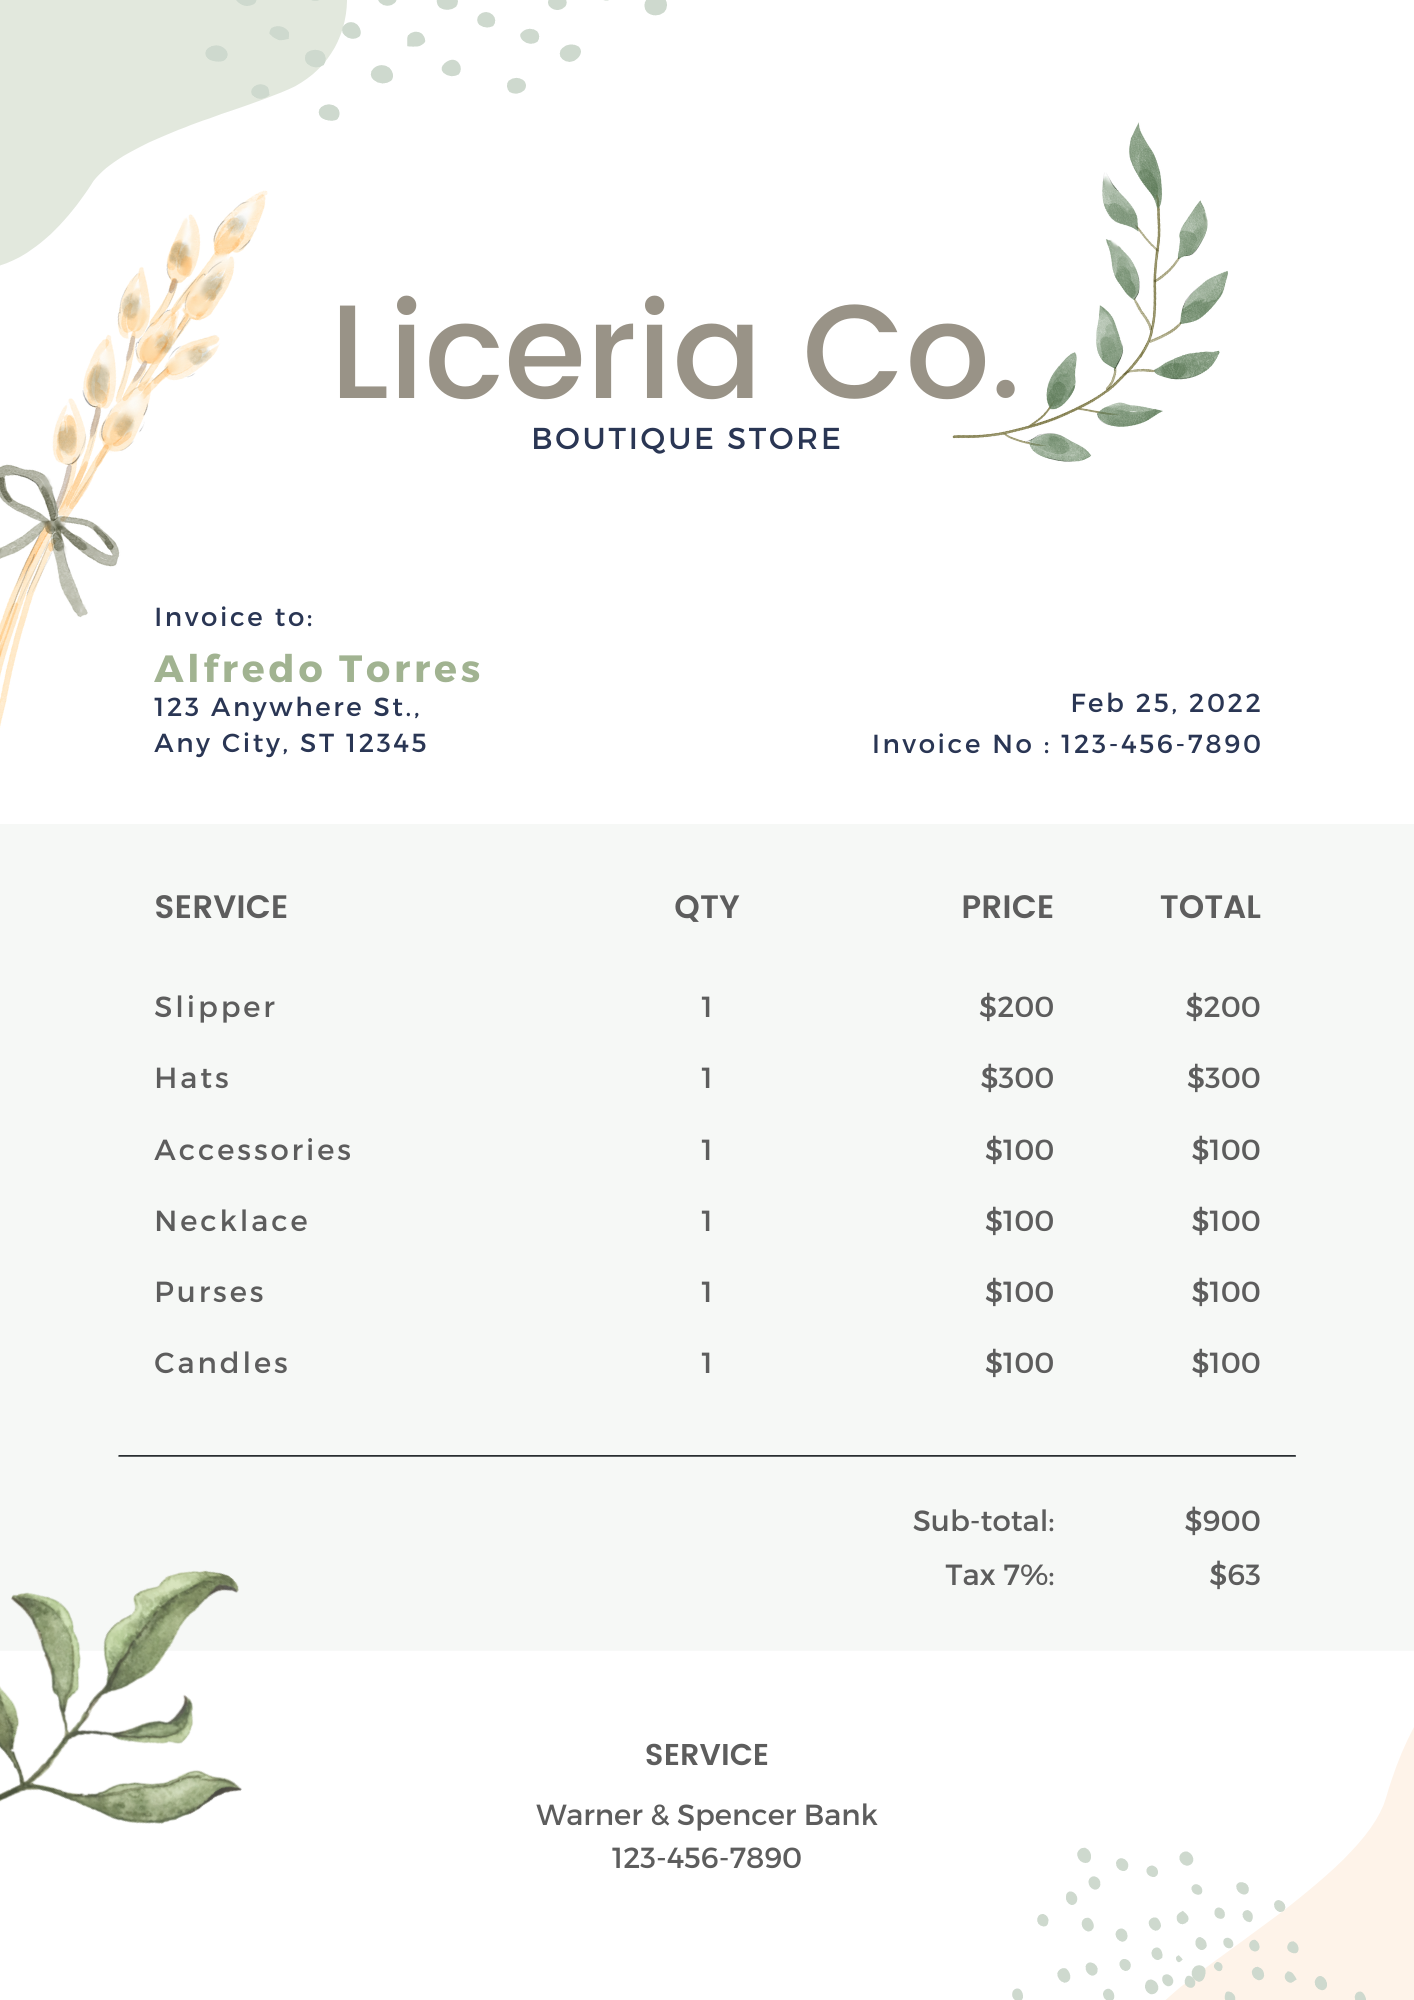 Liceria Co.
BOUTIQUE STORE
Invoice to:
Alfredo Torres
123 Anywhere St.,
Any City, ST 12345
Feb 25, 2022
Invoice No : 123-456-7890
SERVICE QTY PRICE TOTAL
Slipper 1 $200 $200
Hats 1 $300 $300
Accessories 1 $100 $100
Necklace 1 $100 $100
Purses 1 $100 $100
Candles 1 $100 $100
Sub-total: $900
Tax 7%: $63
SERVICE
Warner & Spencer Bank
123-456-7890